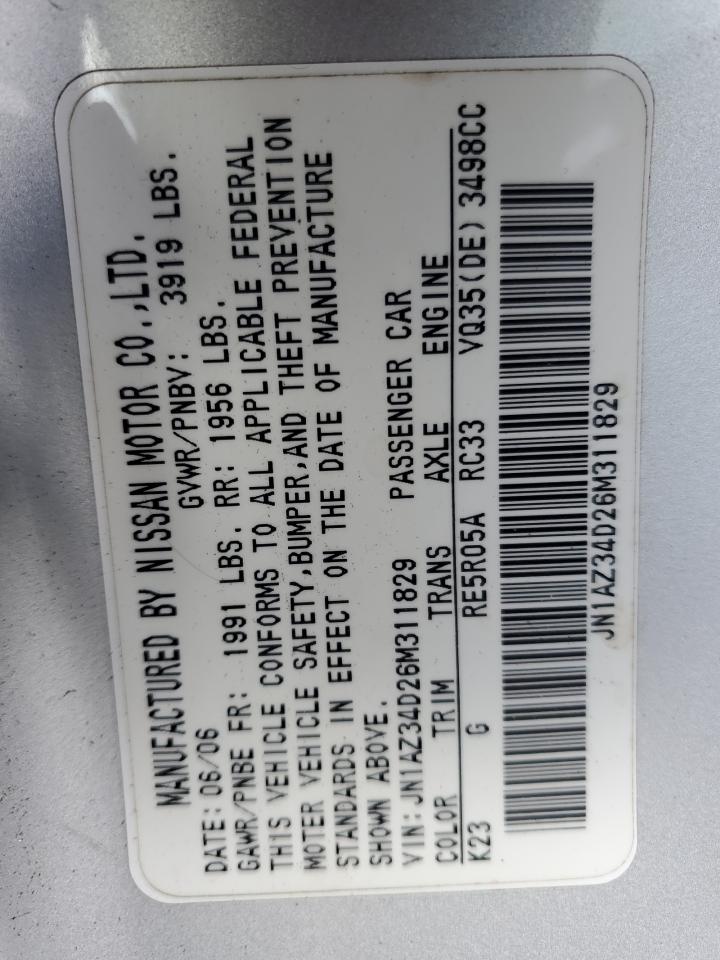 MANUFACTURED BY NISSAN MOTOR CO.,LTD.
DATE: 06/06 GVWR/PNBV: 3919 LBS.
GAWR/PNBE FR: 1991 LBS. RR: 1956 LBS.
THIS VEHICLE CONFORMS TO ALL APPLICABLE FEDERAL
MOTER VEHICLE SAFETY,BUMPER,AND THEFT PREVENTION
STANDARDS IN EFFECT ON THE DATE OF MANUFACTURE
SHOWN ABOVE.
VIN: JN1AZ34D26M311829 PASSENGER CAR
COLOR TRIM TRANS AXLE ENGINE
K23 G RE5R05A RC33 VQ35(DE) 3498CC
JN1AZ34D26M311829